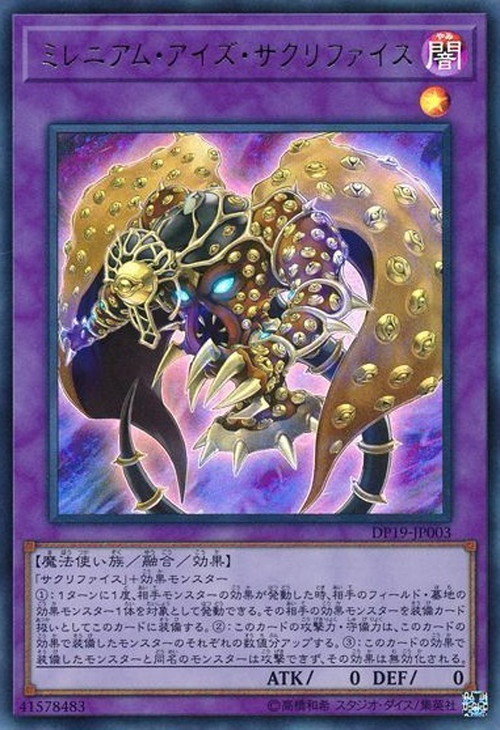 ミレニアム・アイズ・サクリファイス
闇
DP19-JP003
【魔法使い族／融合／効果】
「サクリファイス」＋効果モンスター
①：1ターンに1度、相手モンスターの効果が発動した時、相手のフィールド・墓地の
効果モンスター1体を対象として発動できる。その相手の効果モンスターを装備カード
扱いとしてこのカードに装備する。②：このカードの攻撃力・守備力は、このカードの
効果で装備したモンスターのそれぞれの数値分アップする。③：このカードの効果で
装備したモンスターと同名のモンスターは攻撃できず、その効果は無効化される。
ATK/ 0 DEF/ 0
41578483 ©高橋和希 スタジオ・ダイス/集英社